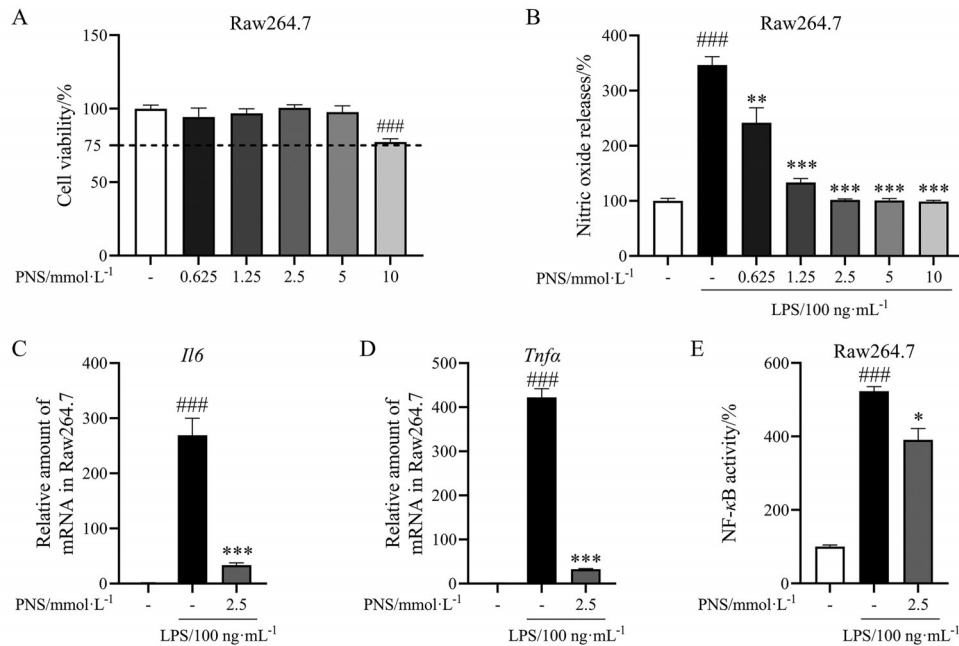 A
Raw264.7
Cell viability/%
150
100
75
50
0
###
PNS/mmol·L⁻¹ - 0.625 1.25 2.5 5 10
B
Raw264.7
Nitric oxide releases/%
400
300
200
100
0
### ** *** *** *** ***
PNS/mmol·L⁻¹ - - 0.625 1.25 2.5 5 10
LPS/100 ng·mL⁻¹
C
Il6
Relative amount of
mRNA in Raw264.7
400
300
200
100
0
### ***
PNS/mmol·L⁻¹ - - 2.5
LPS/100 ng·mL⁻¹
D
Tnfα
Relative amount of
mRNA in Raw264.7
500
400
300
200
100
0
### ***
PNS/mmol·L⁻¹ - - 2.5
LPS/100 ng·mL⁻¹
E
Raw264.7
NF-κB activity/%
600
400
200
0
### *
PNS/mmol·L⁻¹ - - 2.5
LPS/100 ng·mL⁻¹